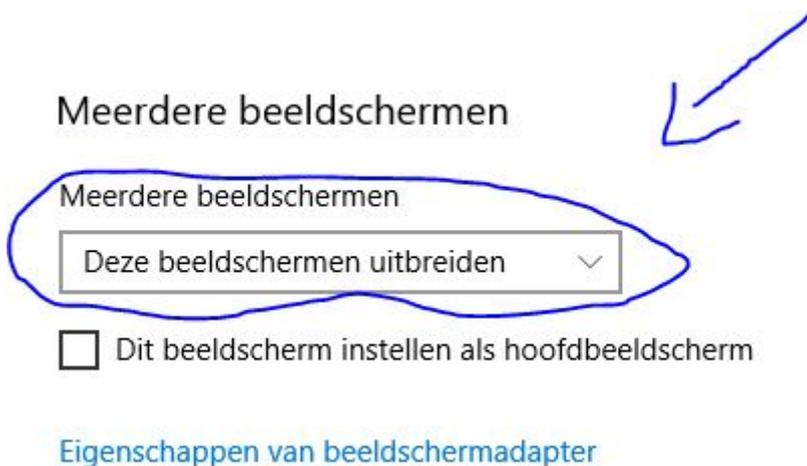 Meerdere beeldschermen
Meerdere beeldschermen
Deze beeldschermen uitbreiden
Dit beeldscherm instellen als hoofdbeeldscherm
Eigenschappen van beeldschermadapter